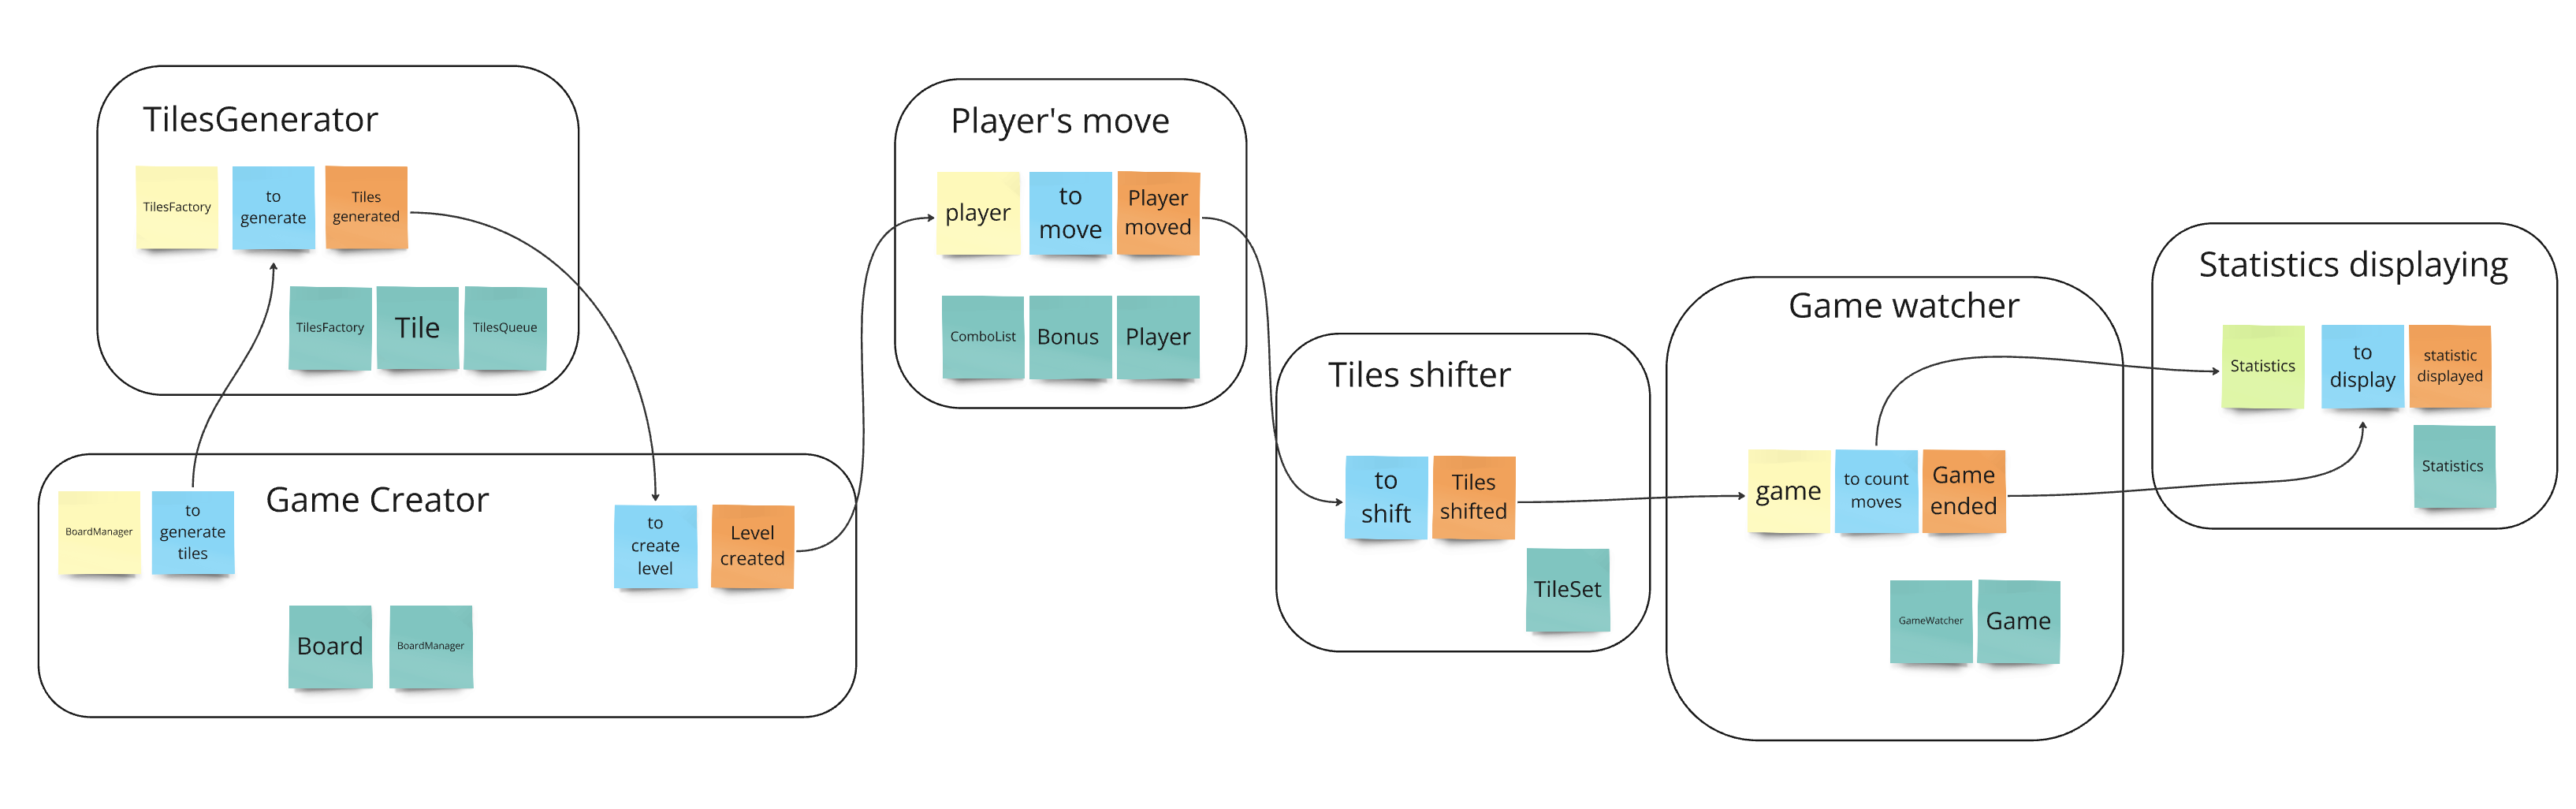 TilesGenerator
TilesFactory
to
generate
Tiles
generated
TilesFactory
Tile
TilesQueue
Game Creator
BoardManager
to
generate
tiles
to
create
level
Level
created
Board
BoardManager
Player's move
player
to
move
Player
moved
ComboList
Bonus
Player
Tiles shifter
to
shift
Tiles
shifted
TileSet
Game watcher
game
to count
moves
Game
ended
GameWatcher
Game
Statistics displaying
Statistics
to
display
statistic
displayed
Statistics